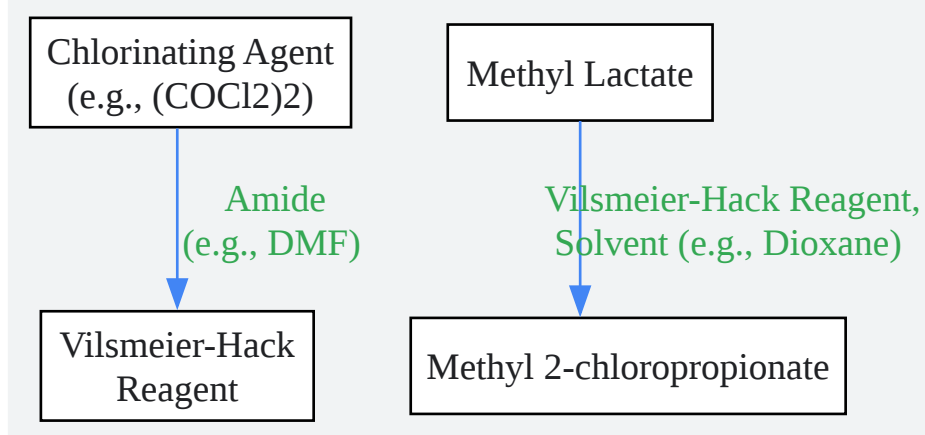 Chlorinating Agent
(e.g., (COCl2)2)
Methyl Lactate
Amide
(e.g., DMF)
Vilsmeier-Hack Reagent,
Solvent (e.g., Dioxane)
Vilsmeier-Hack
Reagent
Methyl 2-chloropropionate